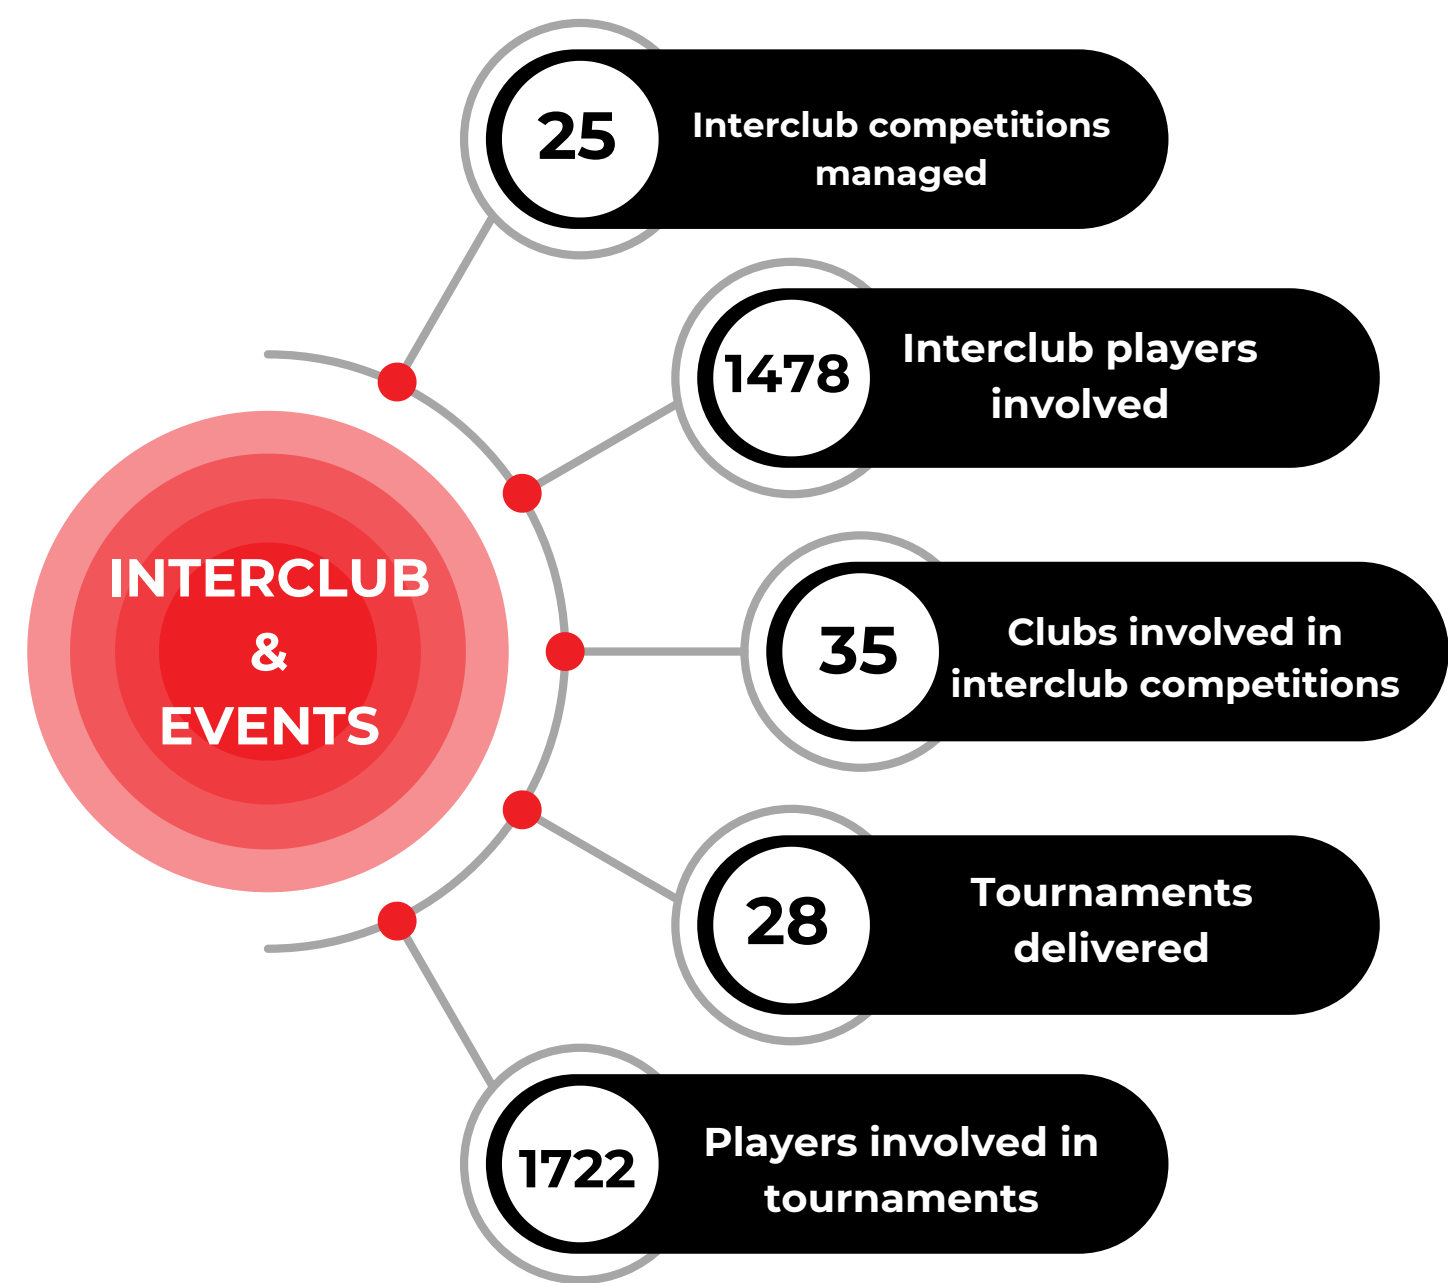 INTERCLUB
&
EVENTS
25
Interclub competitions
managed
1478
Interclub players
involved
35
Clubs involved in
interclub competitions
28
Tournaments
delivered
1722
Players involved in
tournaments